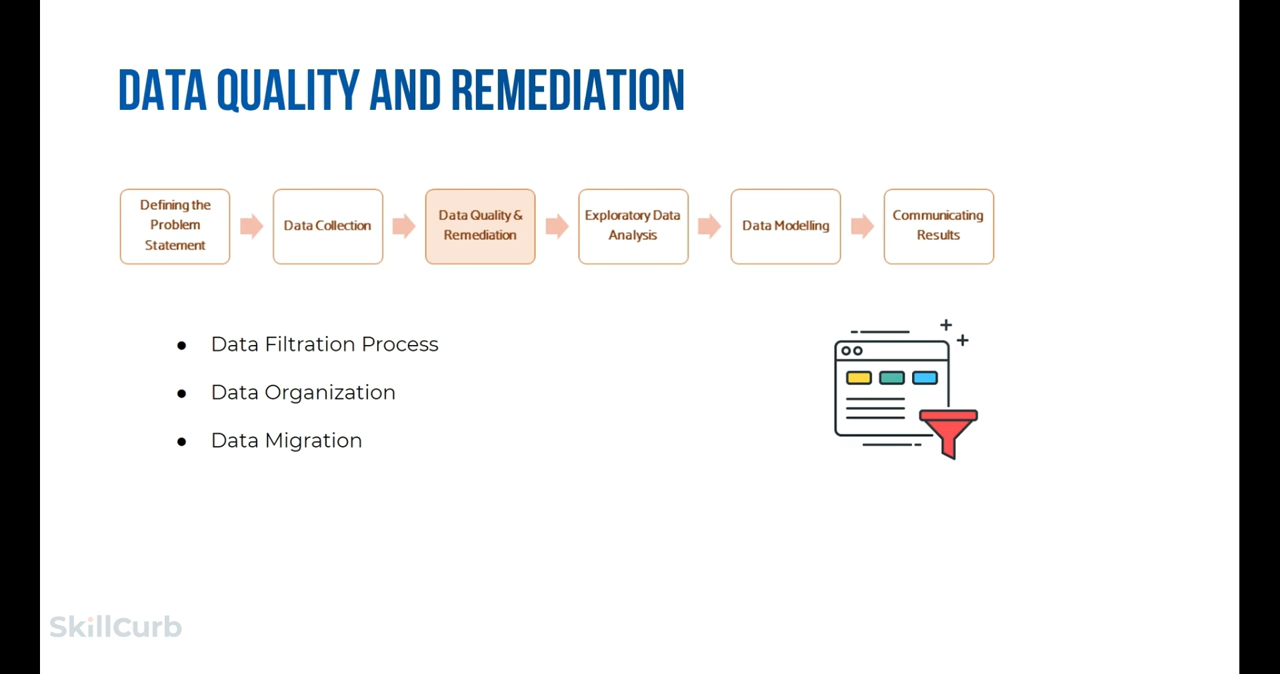 DATA QUALITY AND REMEDIATION
Defining the
Problem
Statement
Data Collection
Data Quality &
Remediation
Exploratory Data
Analysis
Data Modelling
Communicating
Results
● Data Filtration Process
● Data Organization
● Data Migration
SkillCurb